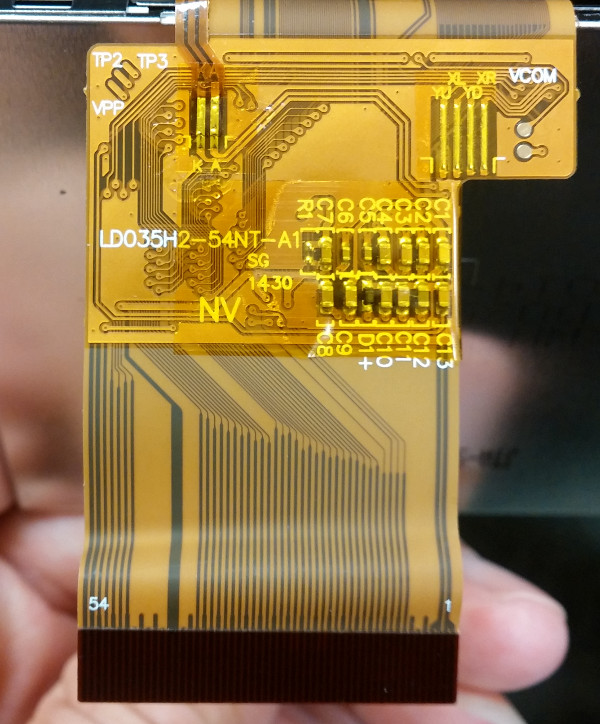 TP2 TP3
VPP
XL XR
YU YD
VCOM
K A
LD035H2-54NT-A1
SG
1430
NV
R1 C7 C6 C5 C4 C3 C2 C1
C8 C9 D1+ C10 C11 C12 C13
54
1